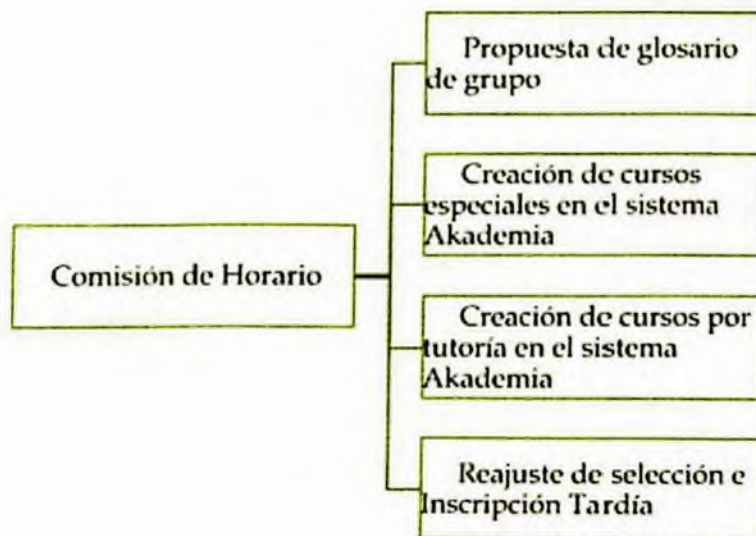 Comisión de Horario
Propuesta de glosario
de grupo
Creación de cursos
especiales en el sistema
Akademia
Creación de cursos por
tutoría en el sistema
Akademia
Reajuste de selección e
Inscripción Tardía